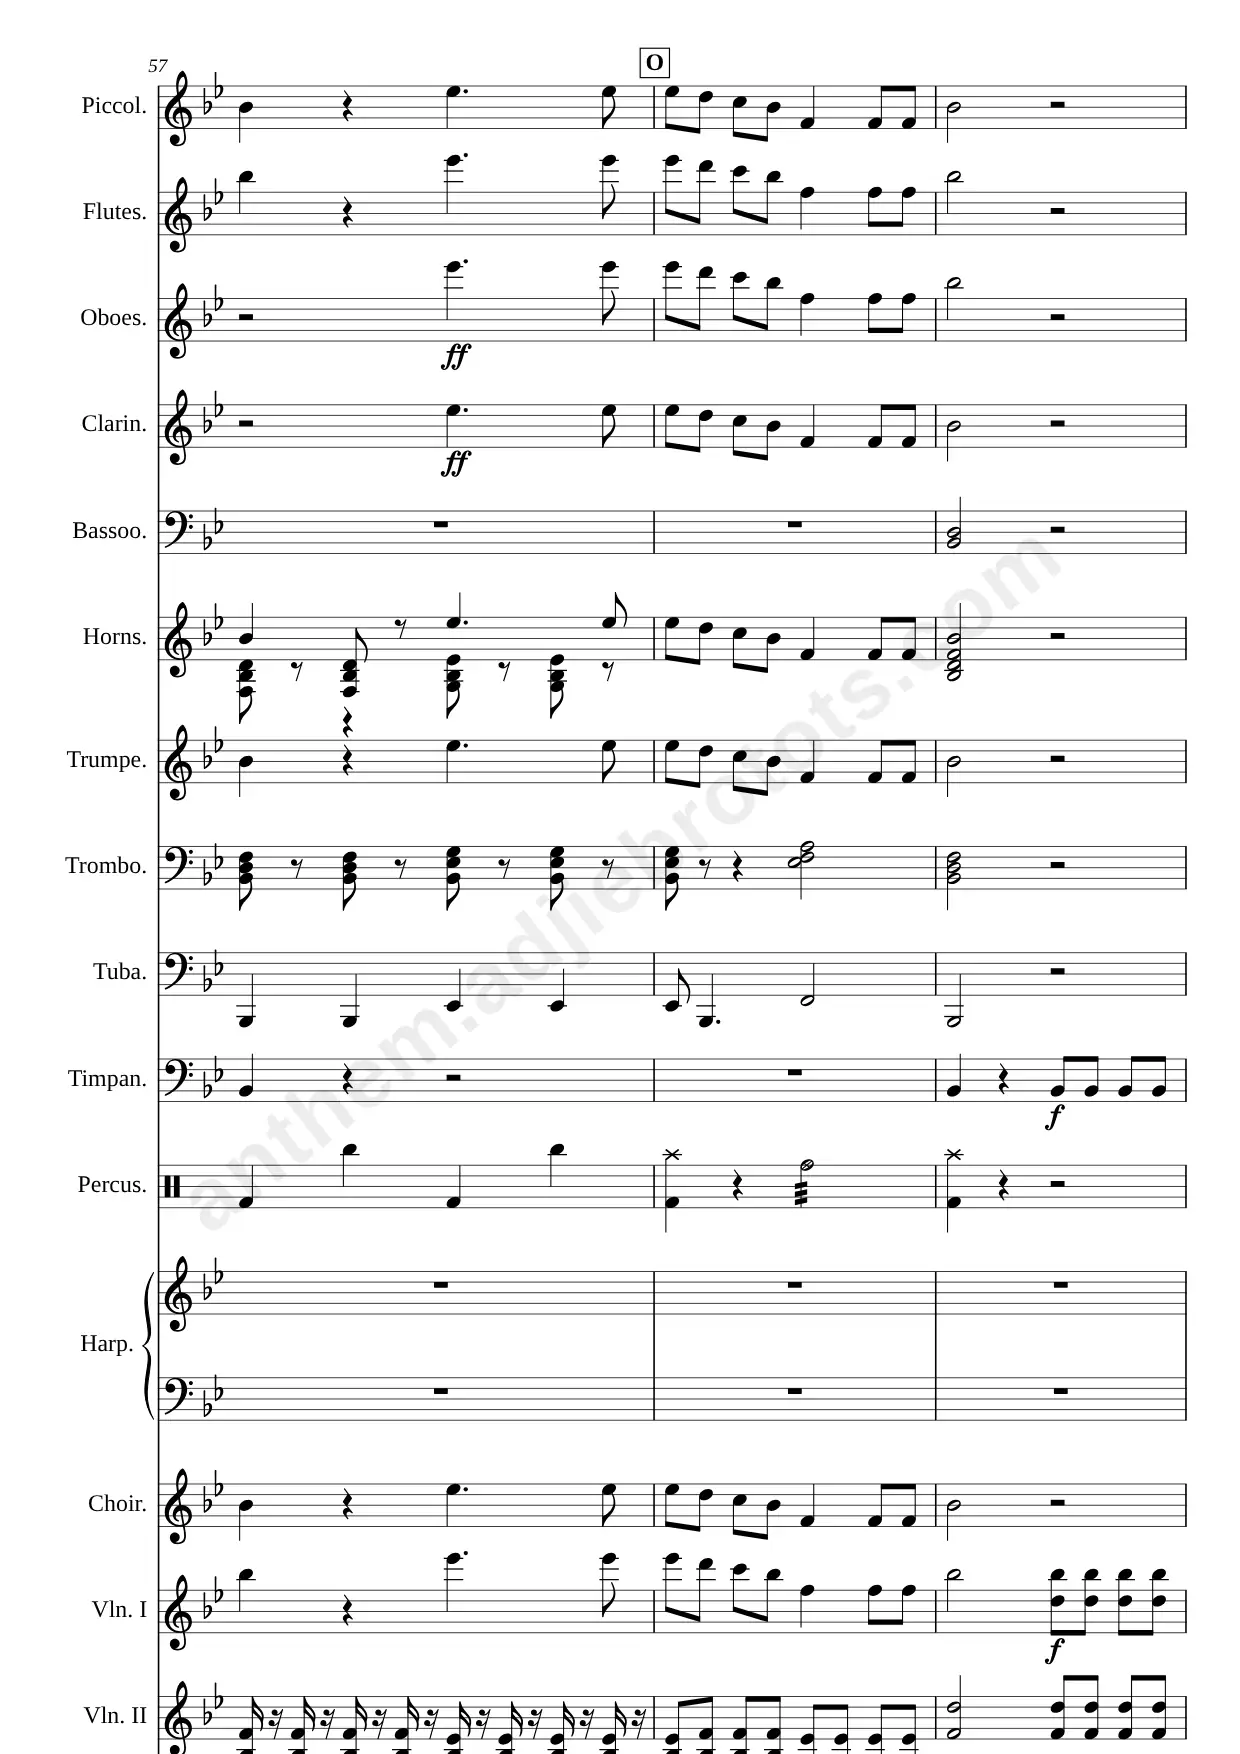 57
O
Piccol.
Flutes.
Oboes.
ff
Clarin.
ff
Bassoo.
Horns.
Trumpe.
Trombo.
Tuba.
Timpan.
f
Percus.
Harp.
Choir.
Vln. I
f
Vln. II
anthem.adjiebrotots.com